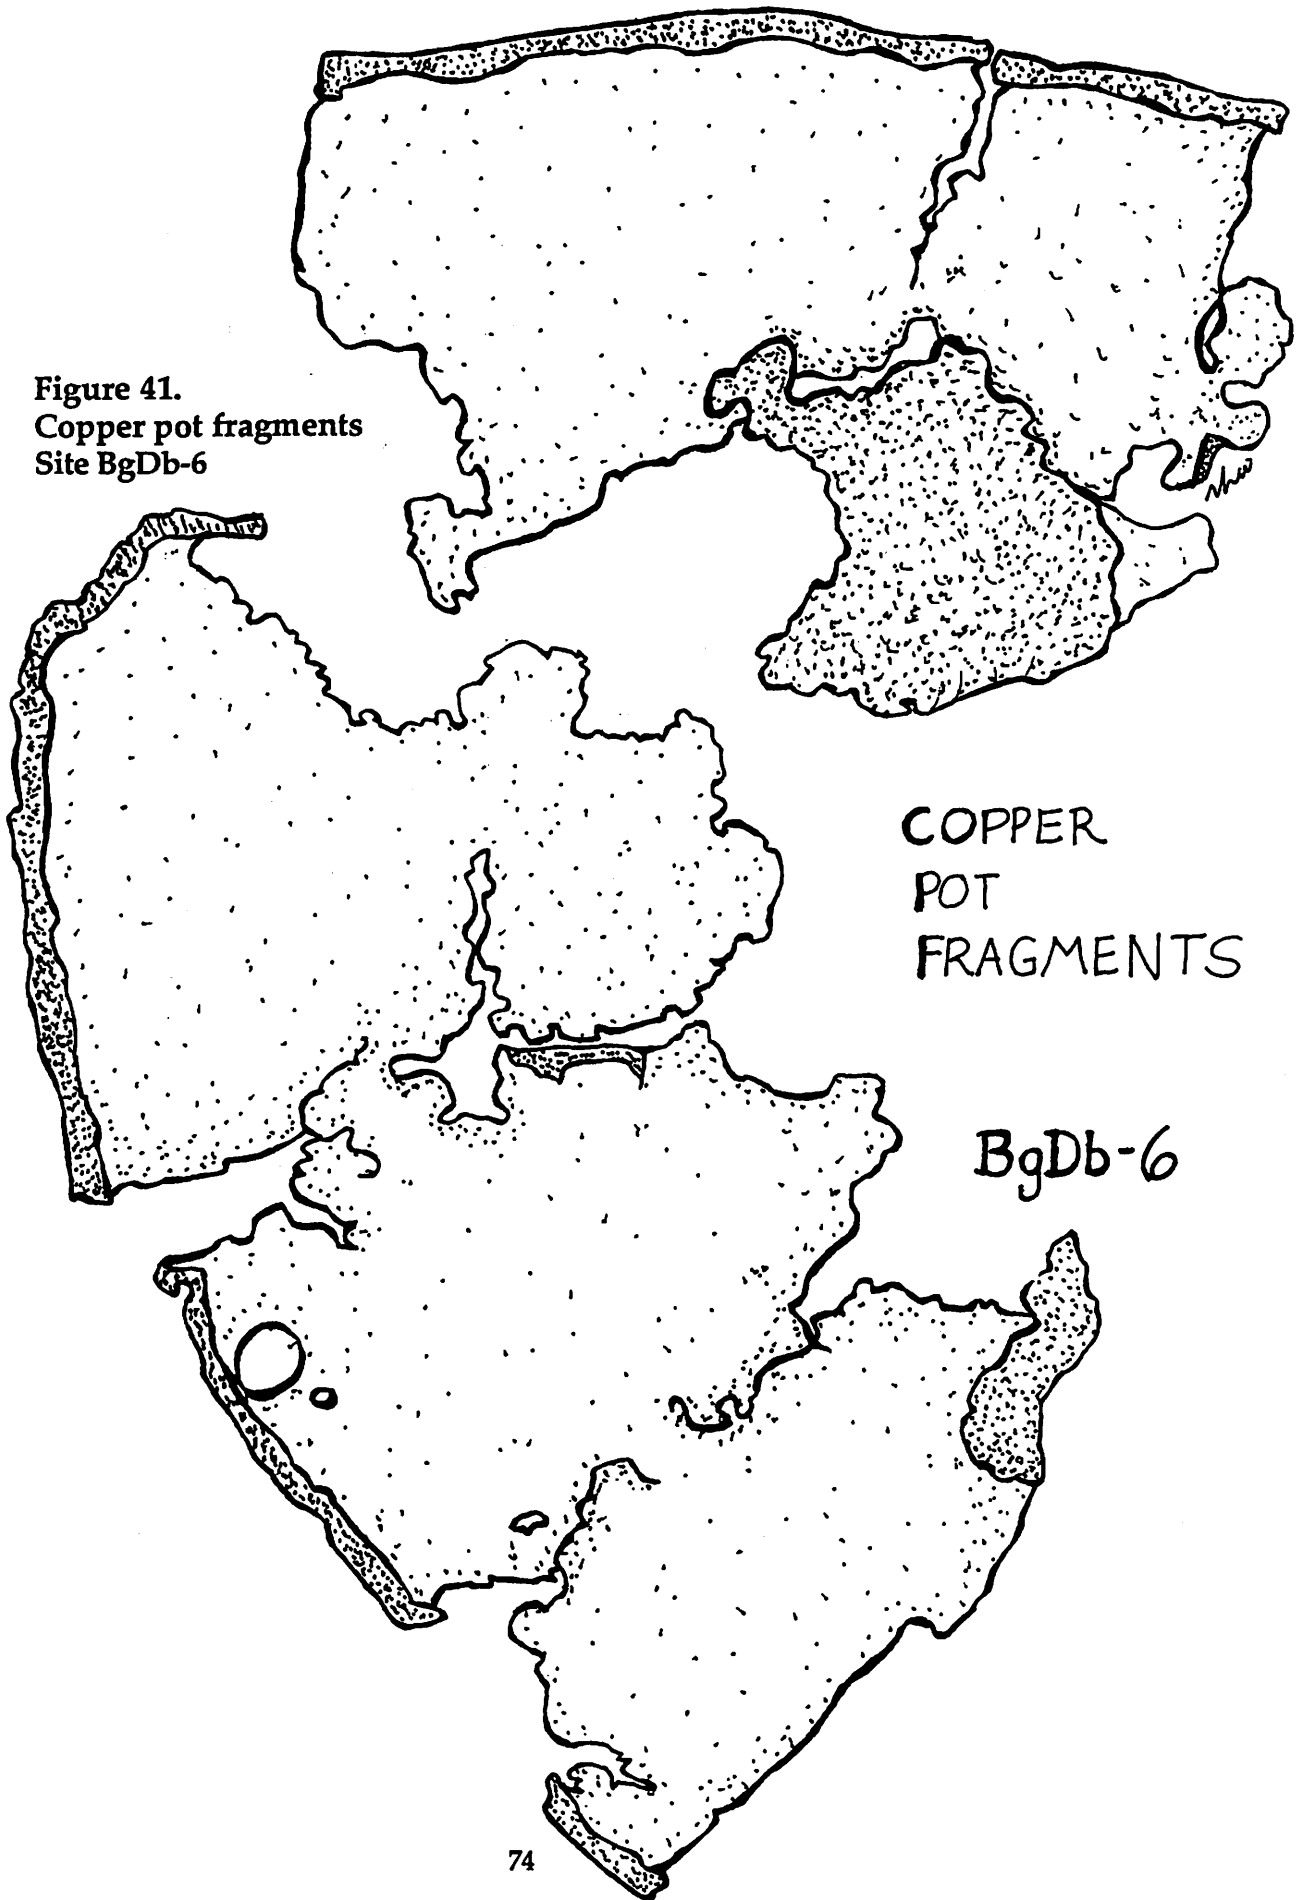 Figure 41.
Copper pot fragments
Site BgDb-6
COPPER
POT
FRAGMENTS
BgDb-6
74